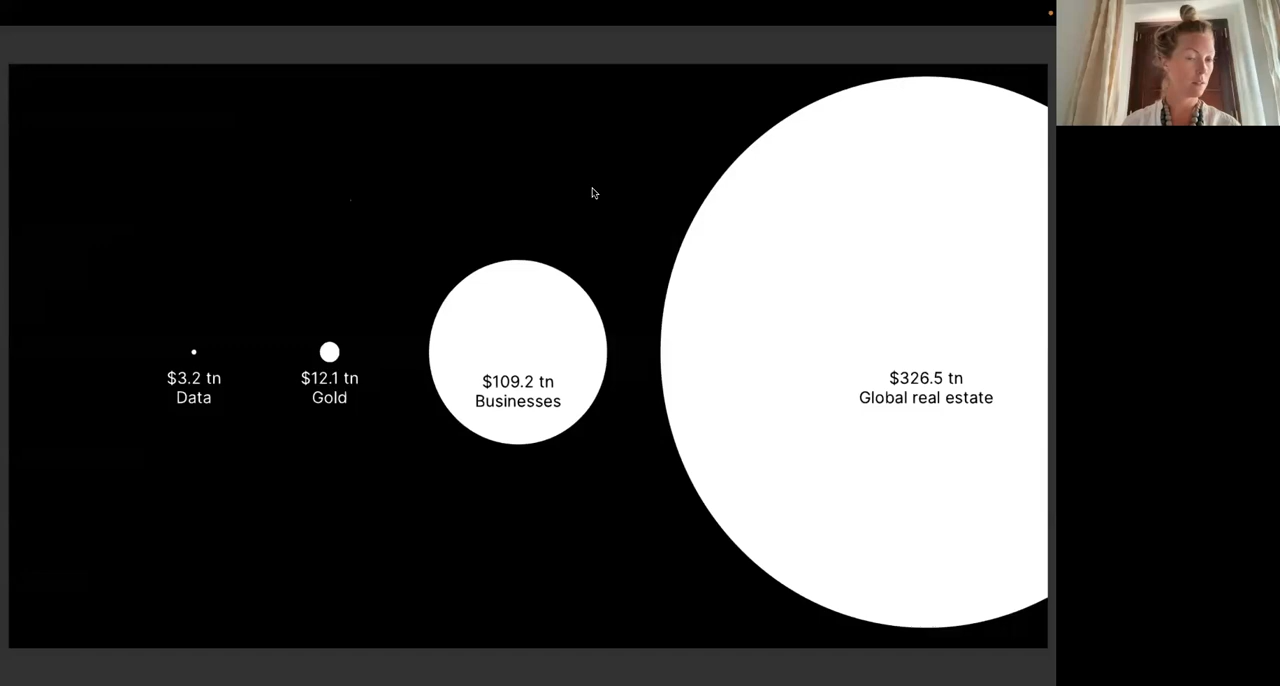 $3.2 tn
Data
$12.1 tn
Gold
$109.2 tn
Businesses
$326.5 tn
Global real estate